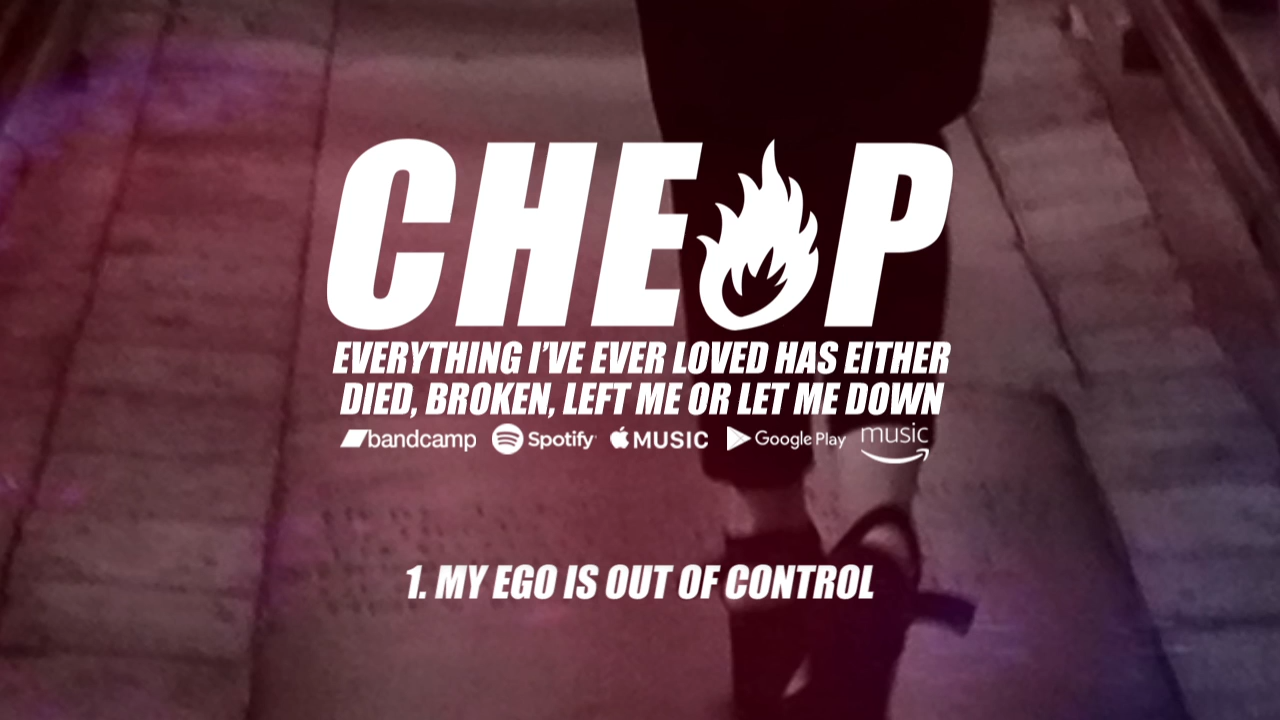 CHEAP
EVERYTHING I'VE EVER LOVED HAS EITHER
DIED, BROKEN, LEFT ME OR LET ME DOWN
bandcamp Spotify MUSIC Google Play music
1. MY EGO IS OUT OF CONTROL